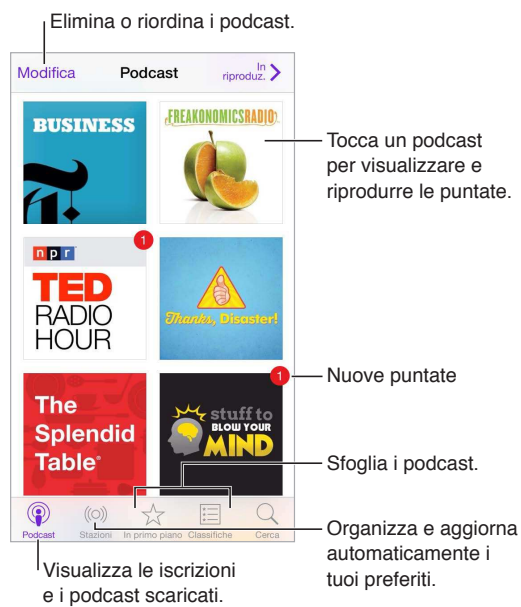 Elimina o riordina i podcast.
Modifica
Podcast
In
riproduz.
BUSINESS
FREAKONOMICSRADIO
Tocca un podcast
per visualizzare e
riprodurre le puntate.
npr
1
TED
RADIO
HOUR
Thanks, Disaster!
Nuove puntate
1
The
Splendid
Table®
stuff to
BLOW YOUR
MIND
Sfoglia i podcast.
Podcast
Stazioni
In primo piano
Classifiche
Cerca
Organizza e aggiorna
automaticamente i
tuoi preferiti.
Visualizza le iscrizioni
e i podcast scaricati.